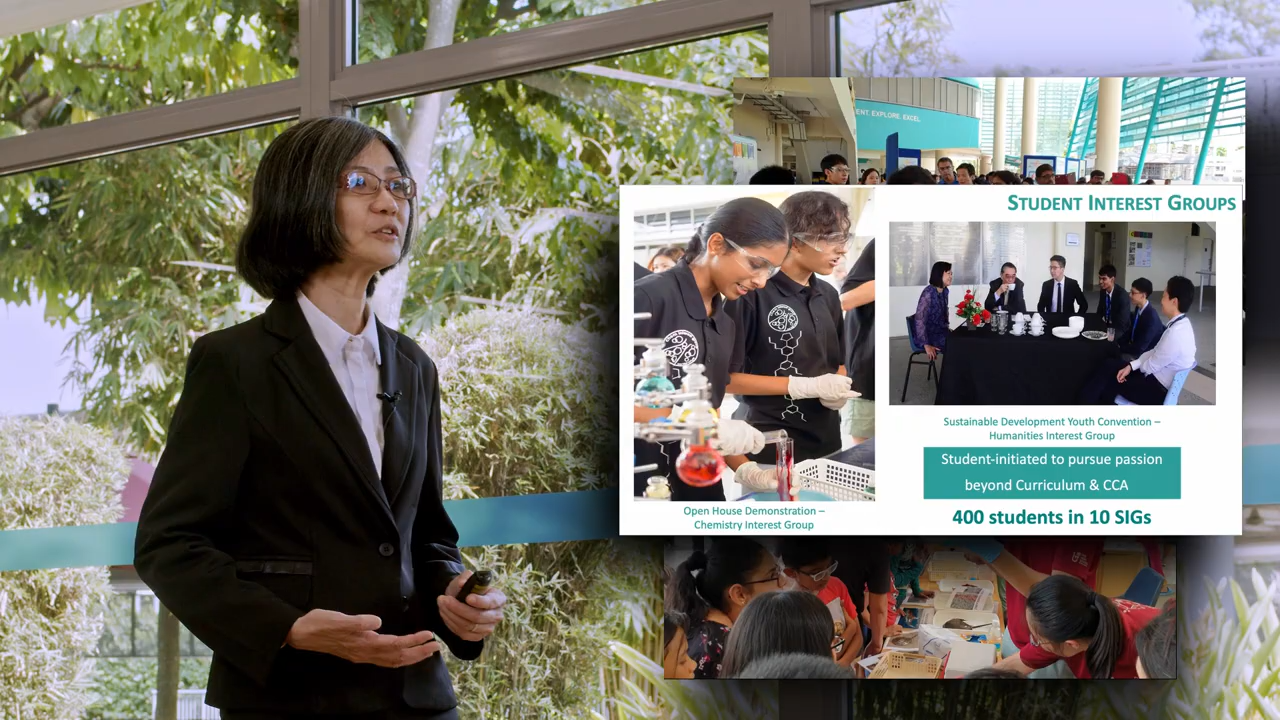 ENT. EXPLORE. EXCEL.
STUDENT INTEREST GROUPS
Sustainable Development Youth Convention –
Humanities Interest Group
Student-initiated to pursue passion
beyond Curriculum & CCA
400 students in 10 SIGs
Open House Demonstration –
Chemistry Interest Group